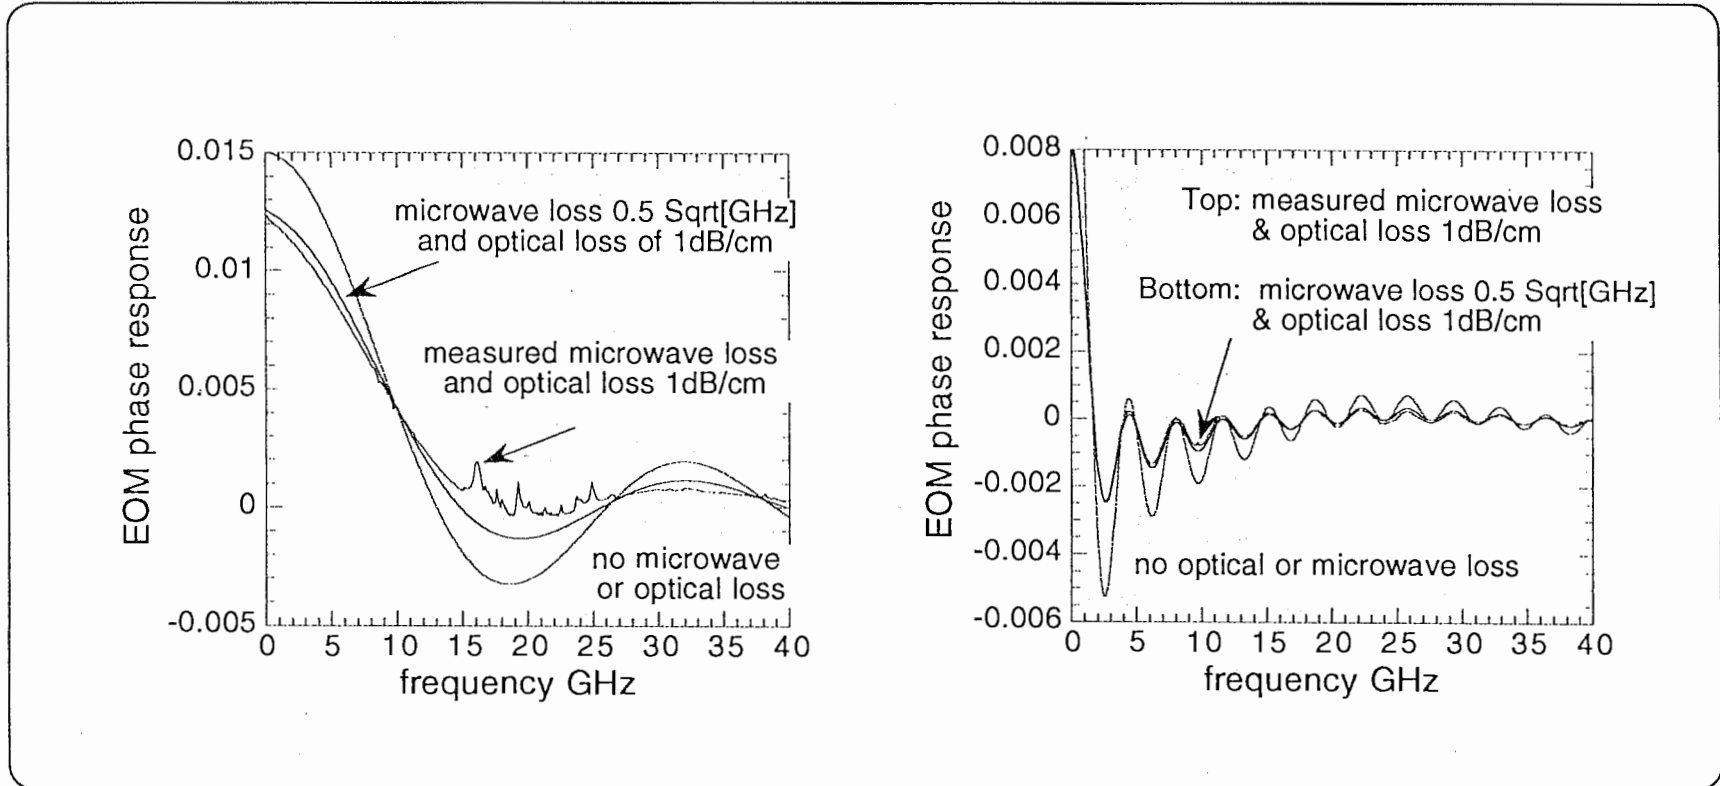 0.015
0.01
0.005
0
-0.005
EOM phase response
microwave loss 0.5 Sqrt[GHz]
and optical loss of 1dB/cm
measured microwave loss
and optical loss 1dB/cm
no microwave
or optical loss
0 5 10 15 20 25 30 35 40
frequency GHz
0.008
0.006
0.004
0.002
0
-0.002
-0.004
-0.006
EOM phase response
Top: measured microwave loss
& optical loss 1dB/cm
Bottom: microwave loss 0.5 Sqrt[GHz]
& optical loss 1dB/cm
no optical or microwave loss
0 5 10 15 20 25 30 35 40
frequency GHz